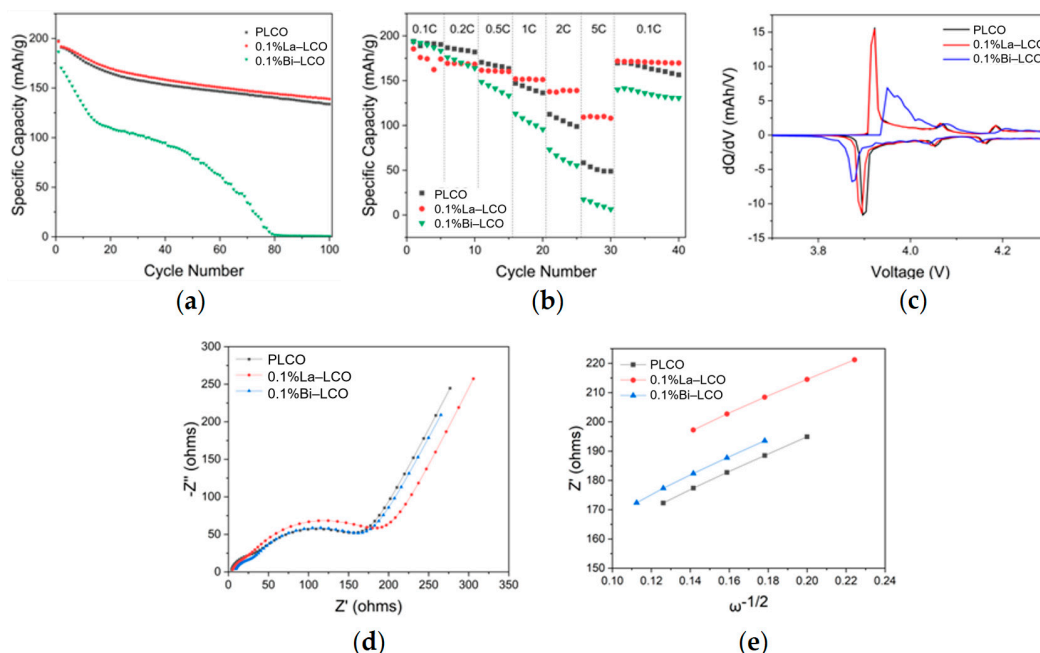 200
150
100
50
0
Specific Capacity (mAh/g)
PLCO
0.1%La–LCO
0.1%Bi–LCO
0 20 40 60 80 100
Cycle Number
(a)
0.1C 0.2C 0.5C 1C 2C 5C 0.1C
200
150
100
50
0
Specific Capacity (mAh/g)
PLCO
0.1%La–LCO
0.1%Bi–LCO
0 10 20 30 40
Cycle Number
(b)
15
10
5
0
5
10
-15
dQ/dV (mAh/V)
PLCO
0.1%La–LCO
0.1%Bi–LCO
3.8 4.0 4.2
Voltage (V)
(c)
300
250
200
150
100
50
0
-Z'' (ohms)
PLCO
0.1%La–LCO
0.1%Bi–LCO
0 50 100 150 200 250 300 350
Z' (ohms)
(d)
220
210
200
190
180
170
160
150
Z' (ohms)
PLCO
0.1%La–LCO
0.1%Bi–LCO
0.10 0.12 0.14 0.16 0.18 0.20 0.22 0.24
ω-1/2
(e)